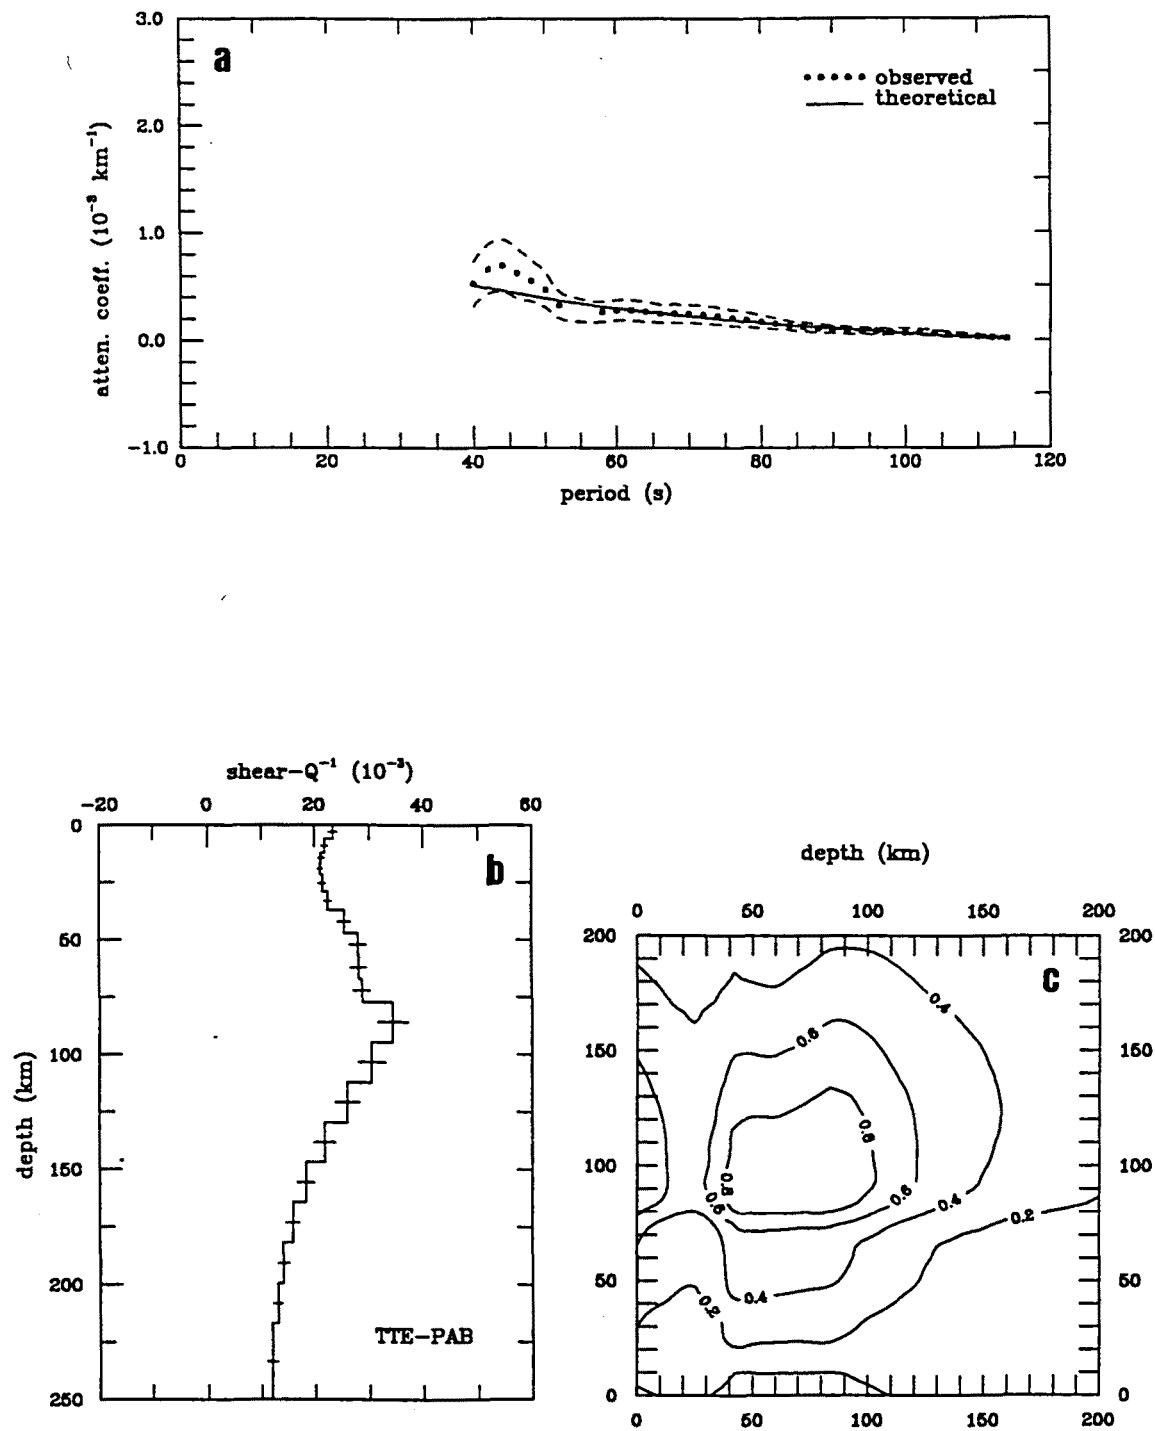 a
3.0
2.0
1.0
0.0
-1.0
atten. coeff. (10⁻³ km⁻¹)
observed
theoretical
0 20 40 60 80 100 120
period (s)
shear-Q⁻¹ (10⁻³)
-20 0 20 40 60
0
50
100
150
200
250
depth (km)
b
TTE-PAB
depth (km)
0 50 100 150 200
200
150
100
50
0
c
0.4
0.6
0.8
0.8
0.6
0.6
0.4
0.2
0.4
0.2
200
150
100
50
0
0 50 100 150 200